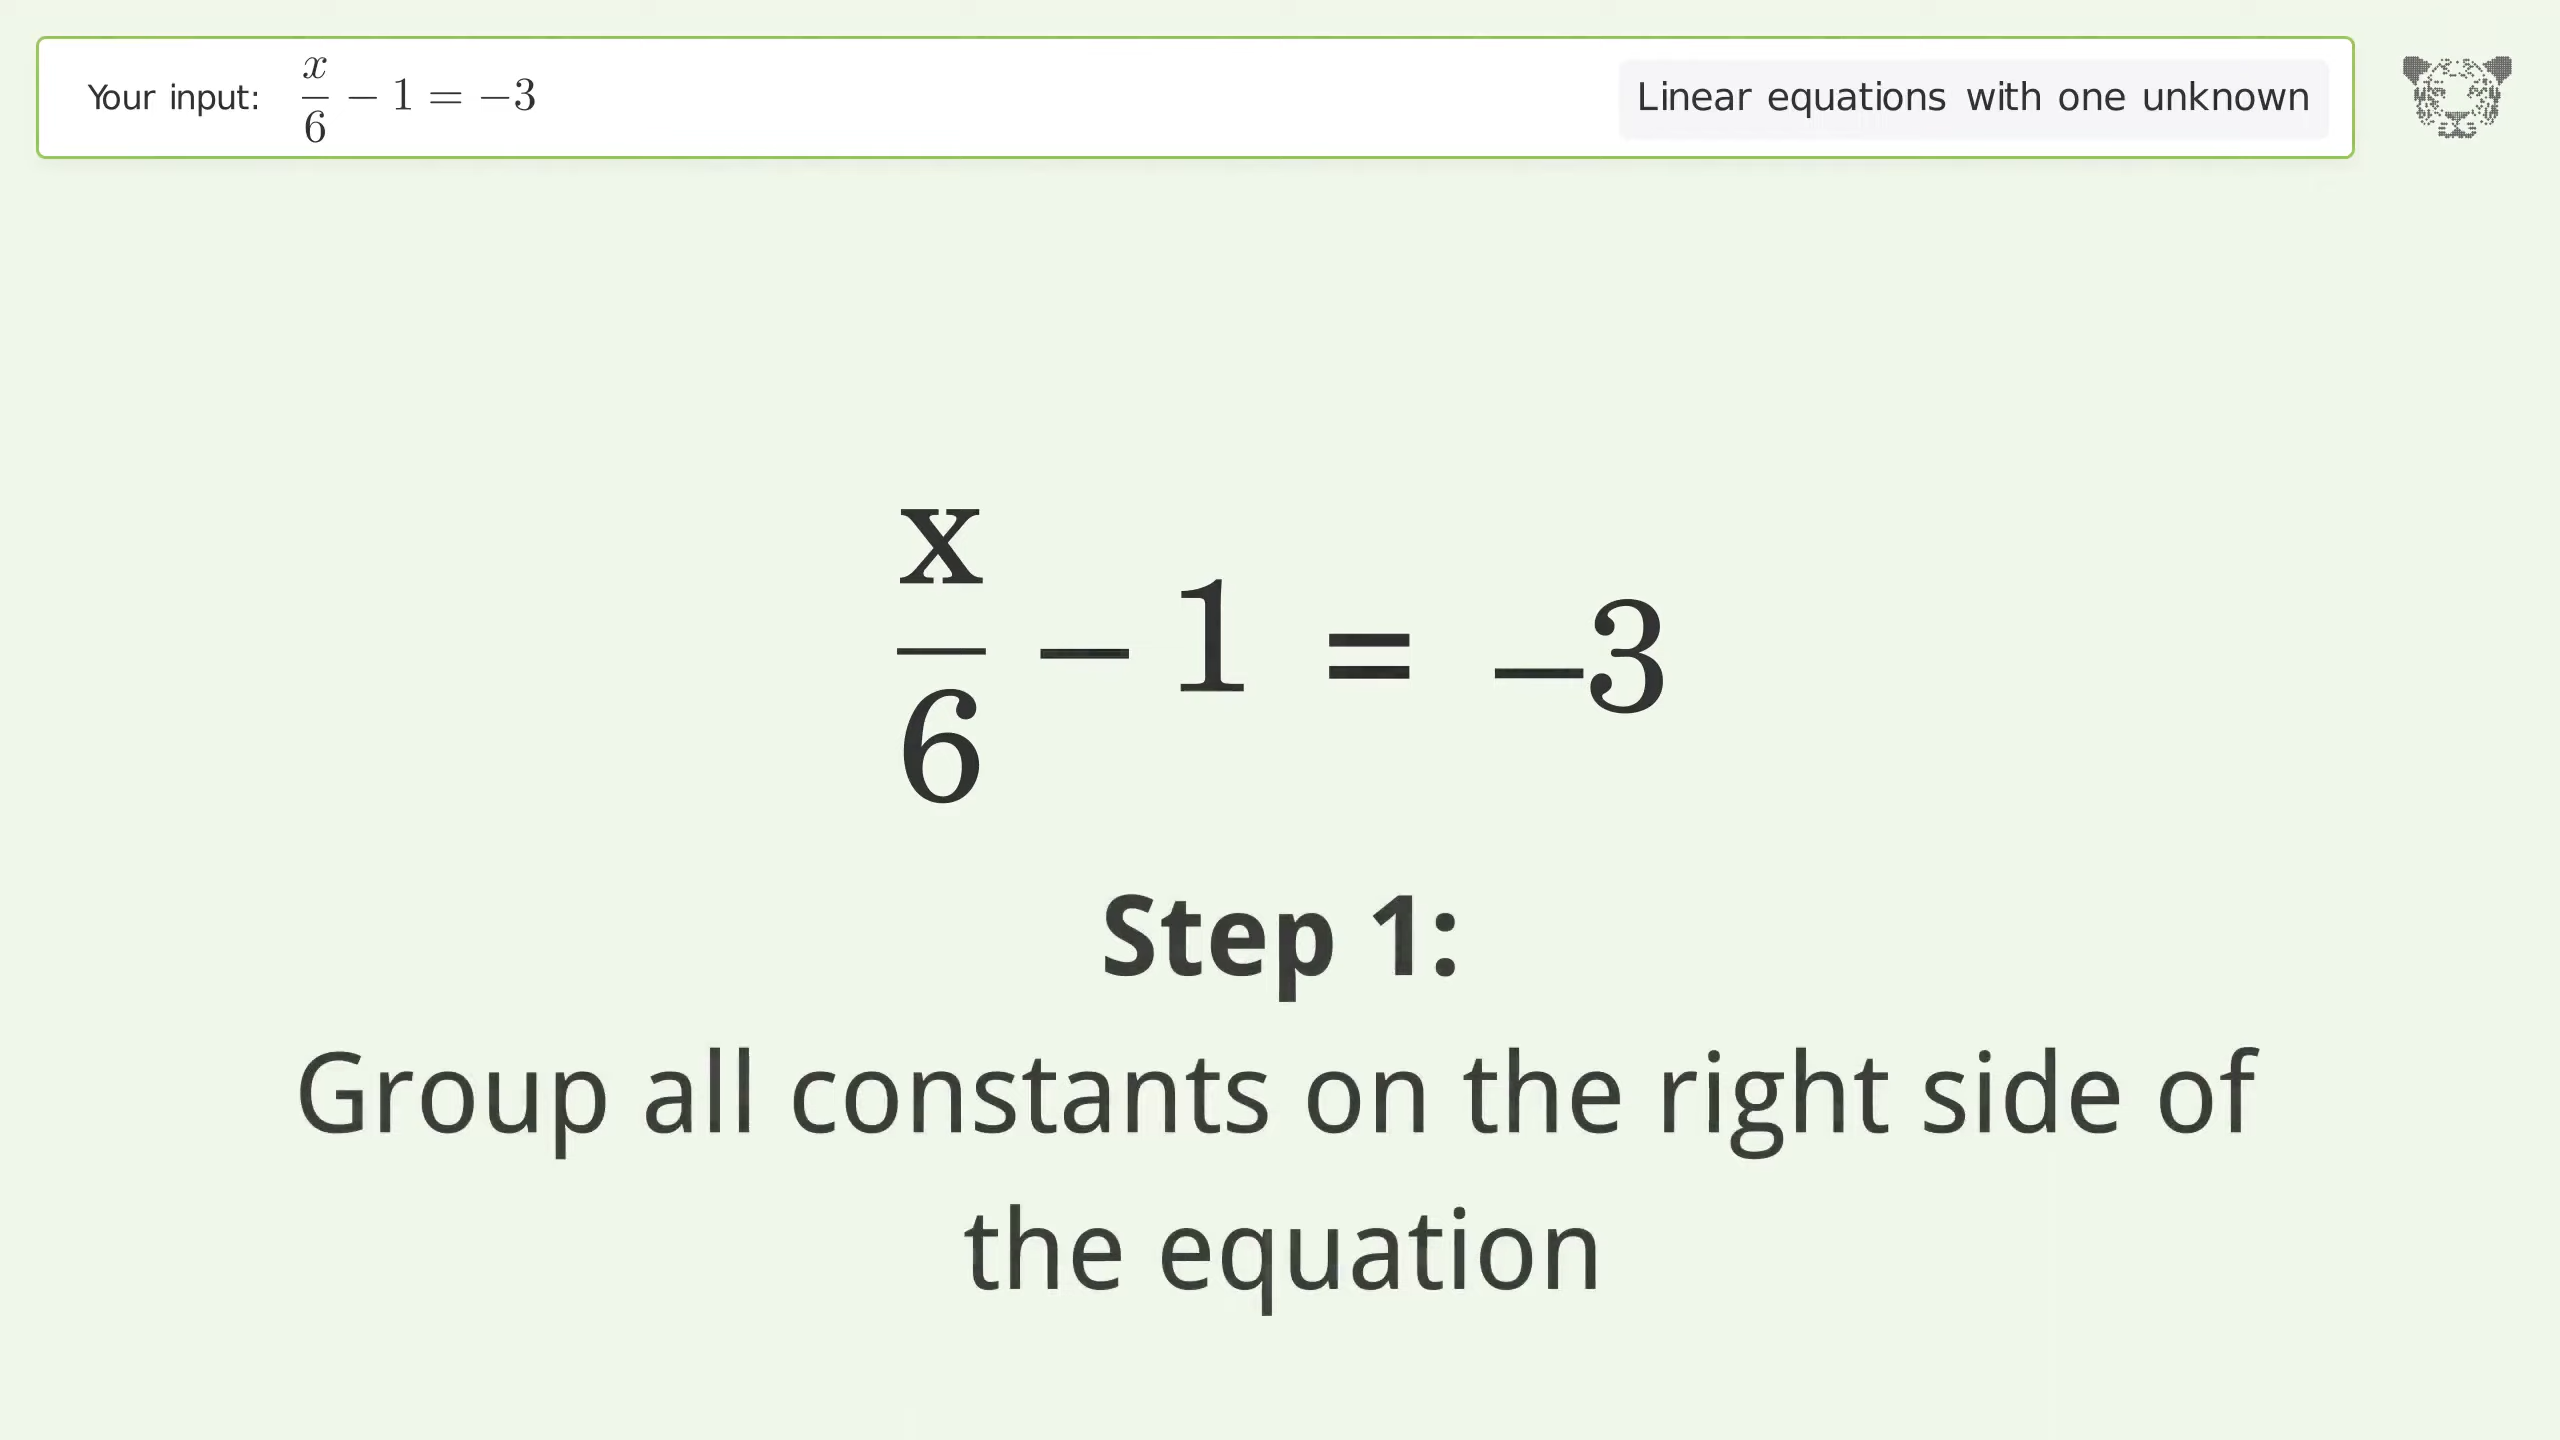 Your input: x/6 − 1 = −3
Linear equations with one unknown
x/6 − 1 = −3
Step 1:
Group all constants on the right side of
the equation